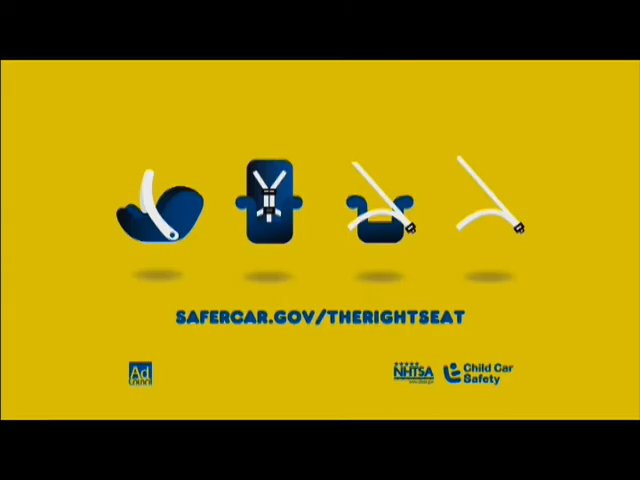 SAFERCAR.GOV/THERIGHTSEAT
Ad
Council
NHTSA
Child Car
Safety